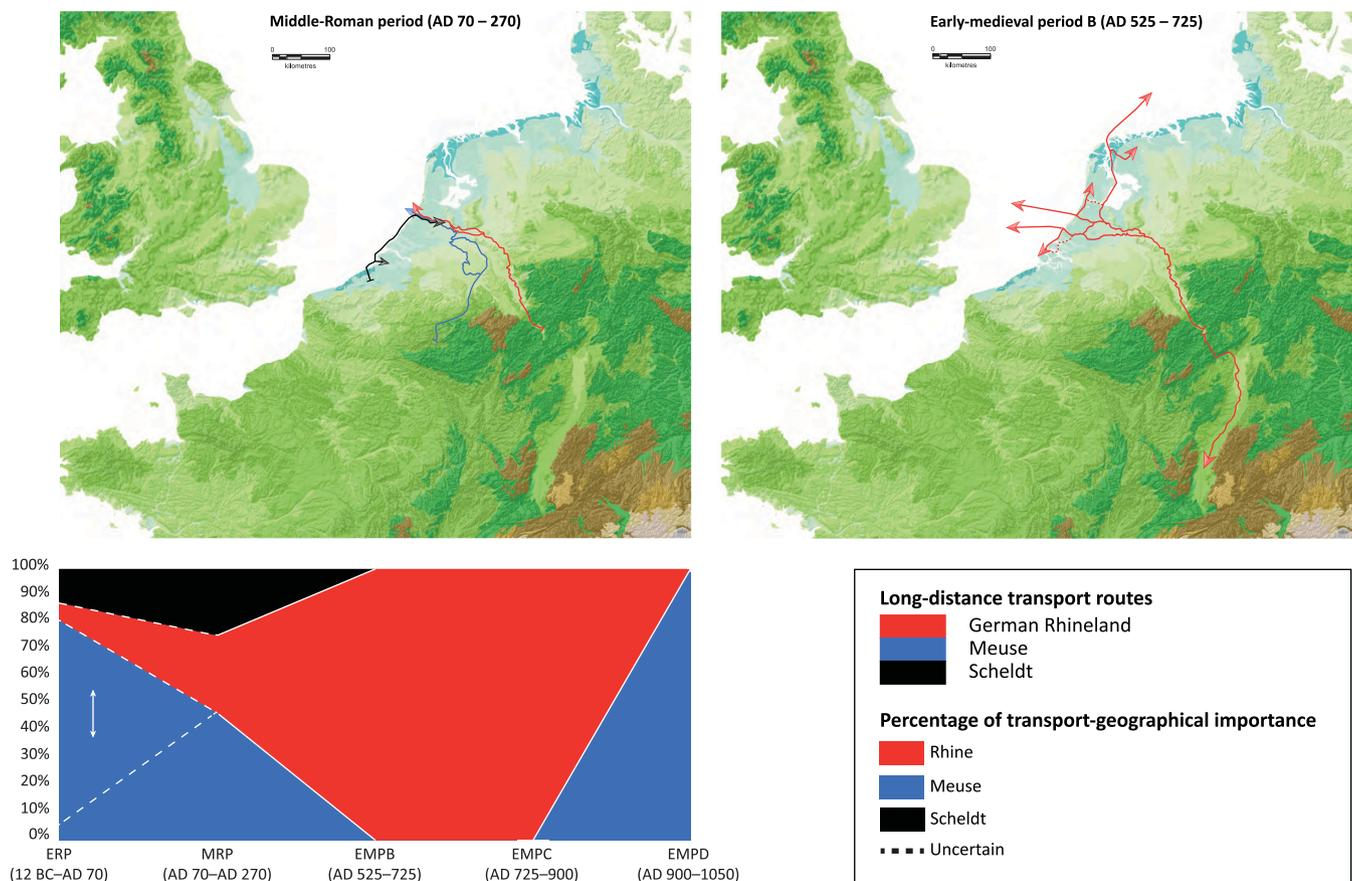 Middle-Roman period (AD 70 – 270)
0 100
kilometres
Early-medieval period B (AD 525 – 725)
0 100
kilometres
100%
90%
80%
70%
60%
50%
40%
30%
20%
10%
0%
ERP MRP EMPB EMPC EMPD
(12 BC–AD 70) (AD 70–AD 270) (AD 525–725) (AD 725–900) (AD 900–1050)
Long-distance transport routes
German Rhineland
Meuse
Scheldt
Percentage of transport-geographical importance
Rhine
Meuse
Scheldt
Uncertain